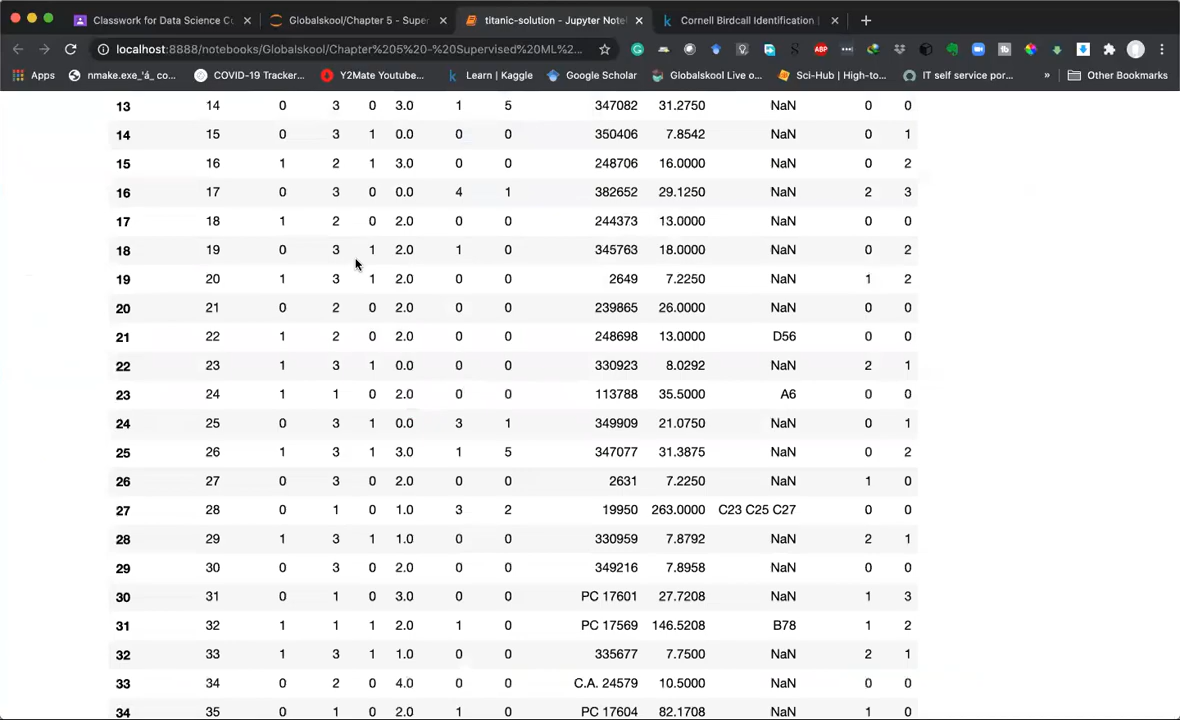 Classwork for Data Science Co
Globalskool/Chapter 5 - Super
titanic-solution - Jupyter Noteb
Cornell Birdcall Identification
localhost:8888/notebooks/Globalskool/Chapter%205%20-%20Supervised%20ML%2...
Apps nmake.exe_'á_ co... COVID-19 Tracker... Y2Mate Youtube... Learn | Kaggle Google Scholar Globalskool Live o... Sci-Hub | High-to... IT self service por... » Other Bookmarks
13 14 0 3 0 3.0 1 5 347082 31.2750 NaN 0 0
14 15 0 3 1 0.0 0 0 350406 7.8542 NaN 0 1
15 16 1 2 1 3.0 0 0 248706 16.0000 NaN 0 2
16 17 0 3 0 0.0 4 1 382652 29.1250 NaN 2 3
17 18 1 2 0 2.0 0 0 244373 13.0000 NaN 0 0
18 19 0 3 1 2.0 1 0 345763 18.0000 NaN 0 2
19 20 1 3 1 2.0 0 0 2649 7.2250 NaN 1 2
20 21 0 2 0 2.0 0 0 239865 26.0000 NaN 0 0
21 22 1 2 0 2.0 0 0 248698 13.0000 D56 0 0
22 23 1 3 1 0.0 0 0 330923 8.0292 NaN 2 1
23 24 1 1 0 2.0 0 0 113788 35.5000 A6 0 0
24 25 0 3 1 0.0 3 1 349909 21.0750 NaN 0 1
25 26 1 3 1 3.0 1 5 347077 31.3875 NaN 0 2
26 27 0 3 0 2.0 0 0 2631 7.2250 NaN 1 0
27 28 0 1 0 1.0 3 2 19950 263.0000 C23 C25 C27 0 0
28 29 1 3 1 1.0 0 0 330959 7.8792 NaN 2 1
29 30 0 3 0 2.0 0 0 349216 7.8958 NaN 0 0
30 31 0 1 0 3.0 0 0 PC 17601 27.7208 NaN 1 3
31 32 1 1 1 2.0 1 0 PC 17569 146.5208 B78 1 2
32 33 1 3 1 1.0 0 0 335677 7.7500 NaN 2 1
33 34 0 2 0 4.0 0 0 C.A. 24579 10.5000 NaN 0 0
34 35 0 1 0 2.0 1 0 PC 17604 82.1708 NaN 1 0